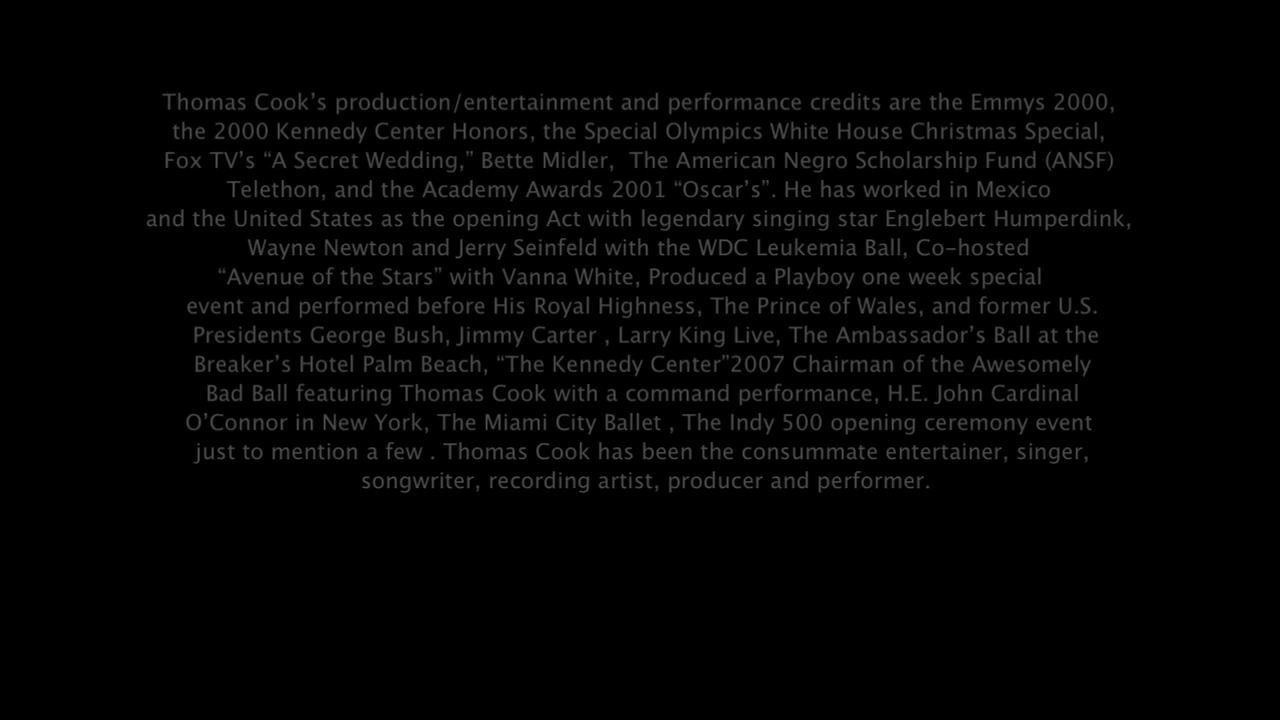 Thomas Cook’s production/entertainment and performance credits are the Emmys 2000,
the 2000 Kennedy Center Honors, the Special Olympics White House Christmas Special,
Fox TV’s “A Secret Wedding,” Bette Midler,  The American Negro Scholarship Fund (ANSF)
Telethon, and the Academy Awards 2001 “Oscar’s”. He has worked in Mexico
and the United States as the opening Act with legendary singing star Englebert Humperdink,
Wayne Newton and Jerry Seinfeld with the WDC Leukemia Ball, Co-hosted
“Avenue of the Stars” with Vanna White, Produced a Playboy one week special
event and performed before His Royal Highness, The Prince of Wales, and former U.S.
Presidents George Bush, Jimmy Carter , Larry King Live, The Ambassador’s Ball at the
Breaker’s Hotel Palm Beach, “The Kennedy Center”2007 Chairman of the Awesomely
Bad Ball featuring Thomas Cook with a command performance, H.E. John Cardinal
O’Connor in New York, The Miami City Ballet , The Indy 500 opening ceremony event
just to mention a few . Thomas Cook has been the consummate entertainer, singer,
songwriter, recording artist, producer and performer.